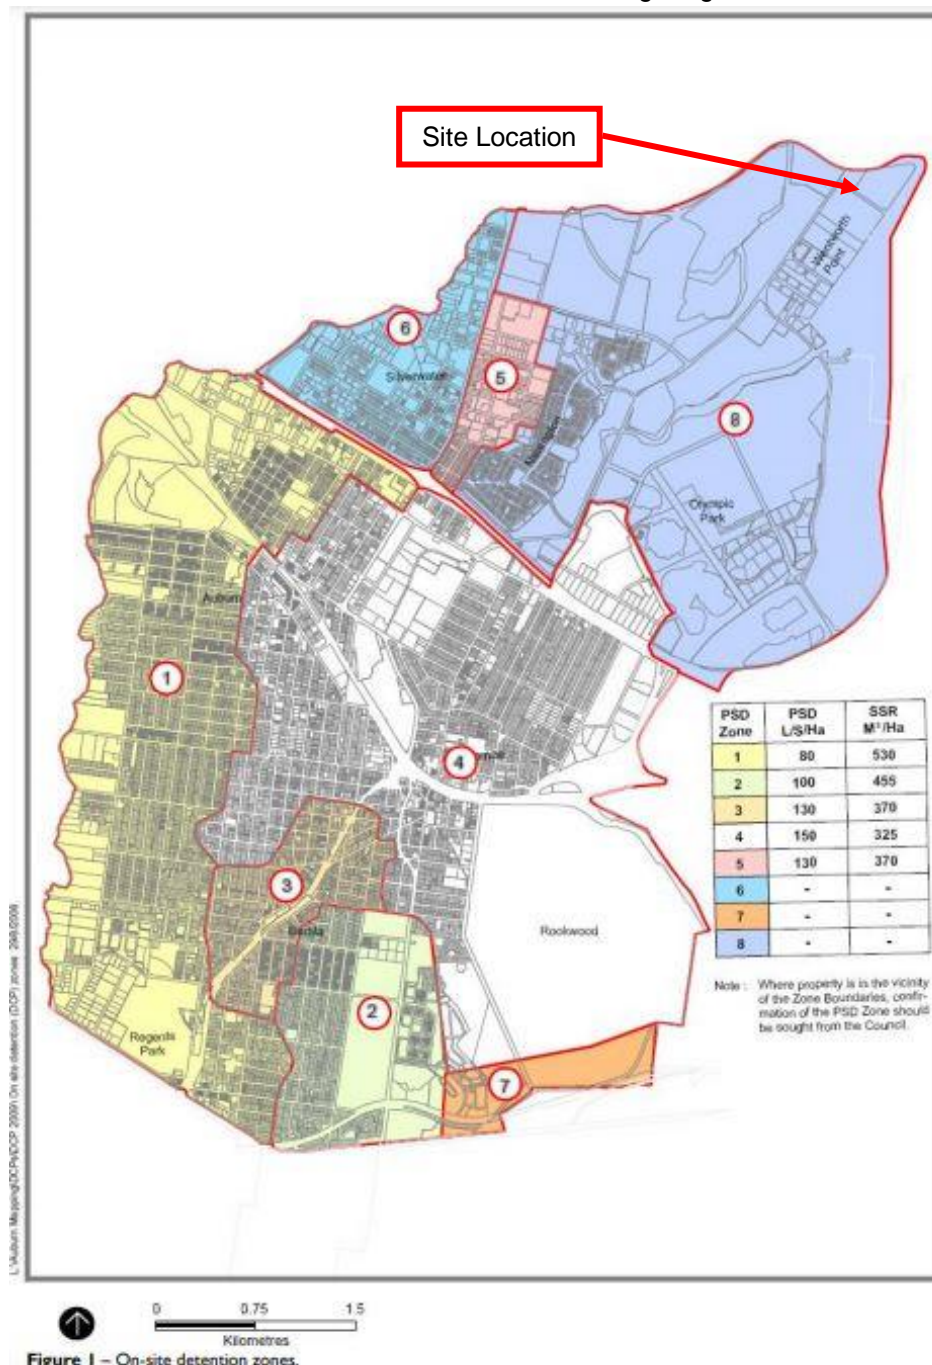 Site Location
Wentworth
Point
6
Silverwater
5
Newington
8
Olympic
Park
Auburn
1
4
3
Berala
Rookwood
2
Regents
Park
7
PSD Zone PSD L/S/Ha SSR M³/Ha
1 80 530
2 100 455
3 130 370
4 150 325
5 130 370
6 - -
7 - -
8 - -
Note : Where property is in the vicinity
of the Zone Boundaries, confir-
mation of the PSD Zone should
be sought from the Council.
0 0.75 1.5
Kilometres
Figure 1 – On-site detention zones.